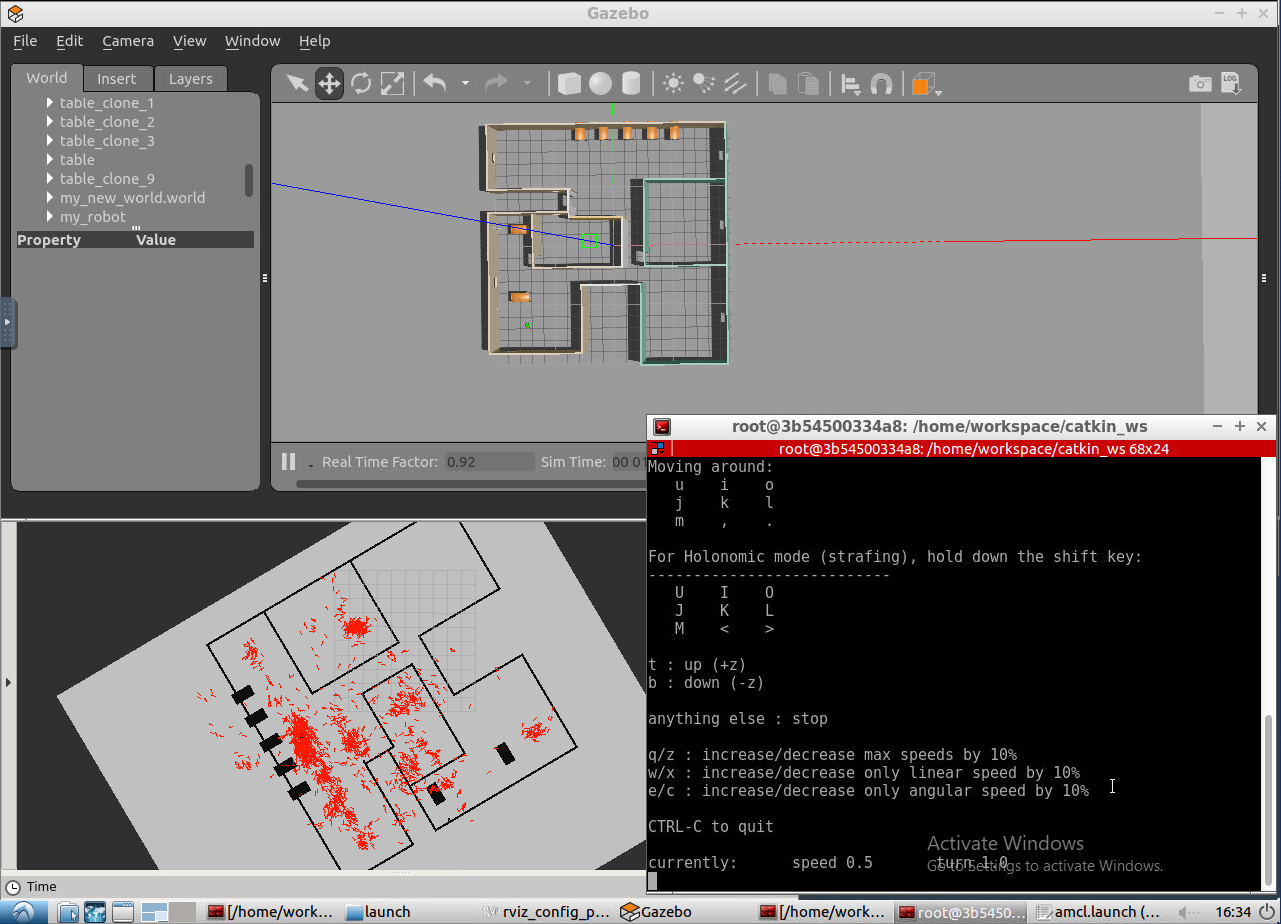 Gazebo
File Edit Camera View Window Help
World Insert Layers
table_clone_1
table_clone_2
table_clone_3
table
table_clone_9
my_new_world.world
my_robot
Property Value
LOG
Real Time Factor: 0.92 Sim Time: 00
root@3b54500334a8: /home/workspace/catkin_ws
root@3b54500334a8: /home/workspace/catkin_ws 68x24
Moving around:
u i o
j k l
m , .
For Holonomic mode (strafing), hold down the shift key:
---------------------------
U I O
J K L
M < >
t : up (+z)
b : down (-z)
anything else : stop
q/z : increase/decrease max speeds by 10%
w/x : increase/decrease only linear speed by 10%
e/c : increase/decrease only angular speed by 10%
CTRL-C to quit
currently: speed 0.5 turn 1.0
Activate Windows
Go to Settings to activate Windows.
Time
[/home/work... launch rviz_config_p... Gazebo [/home/work... root@3b5450... amcl.launch (... 16:34